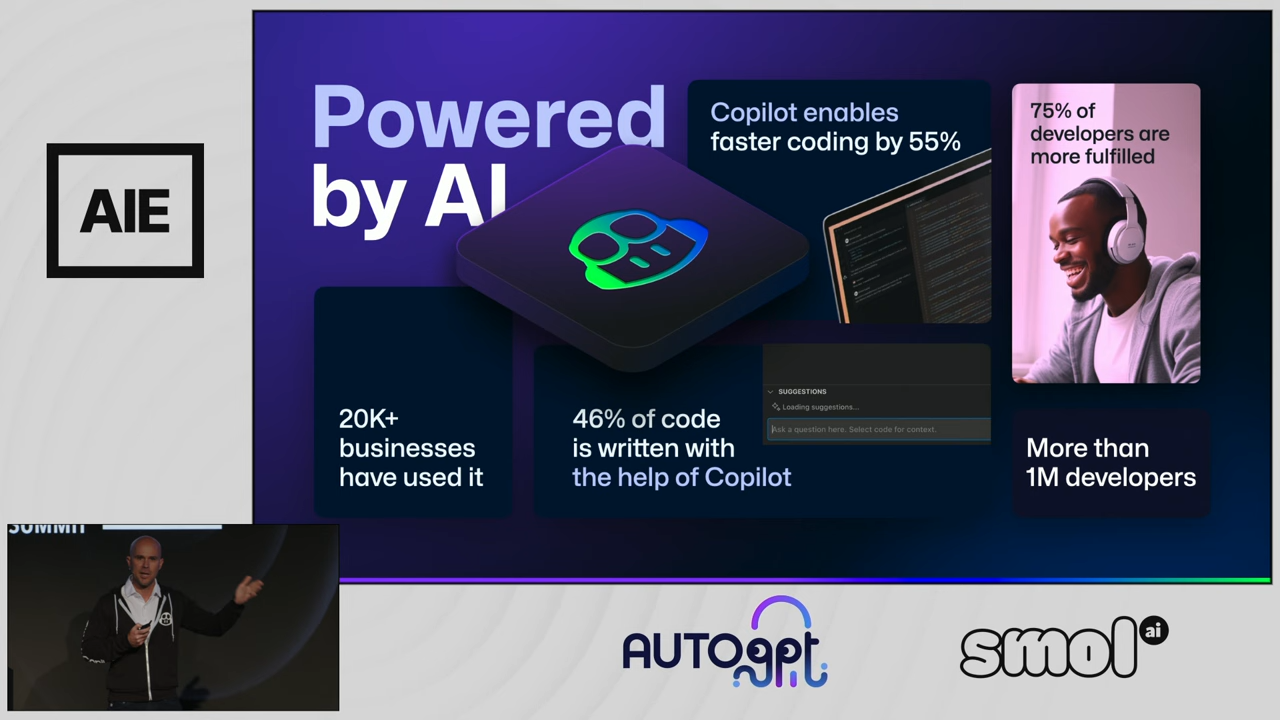 AIE
Powered
by AI
Copilot enables
faster coding by 55%
75% of
developers are
more fulfilled
20K+
businesses
have used it
46% of code
is written with
the help of Copilot
SUGGESTIONS
Loading suggestions...
Ask a question here. Select code for context.
More than
1M developers
SUMMIT
AUTOgpt
smol ai